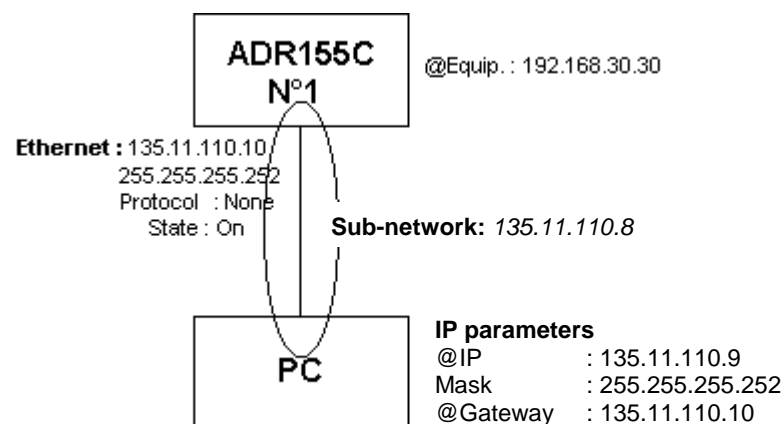 ADR155C
N°1
@Equip. : 192.168.30.30
Ethernet : 135.11.110.10
255.255.255.252
Protocol : None
State : On
Sub-network: 135.11.110.8
PC
IP parameters
@IP : 135.11.110.9
Mask : 255.255.255.252
@Gateway : 135.11.110.10